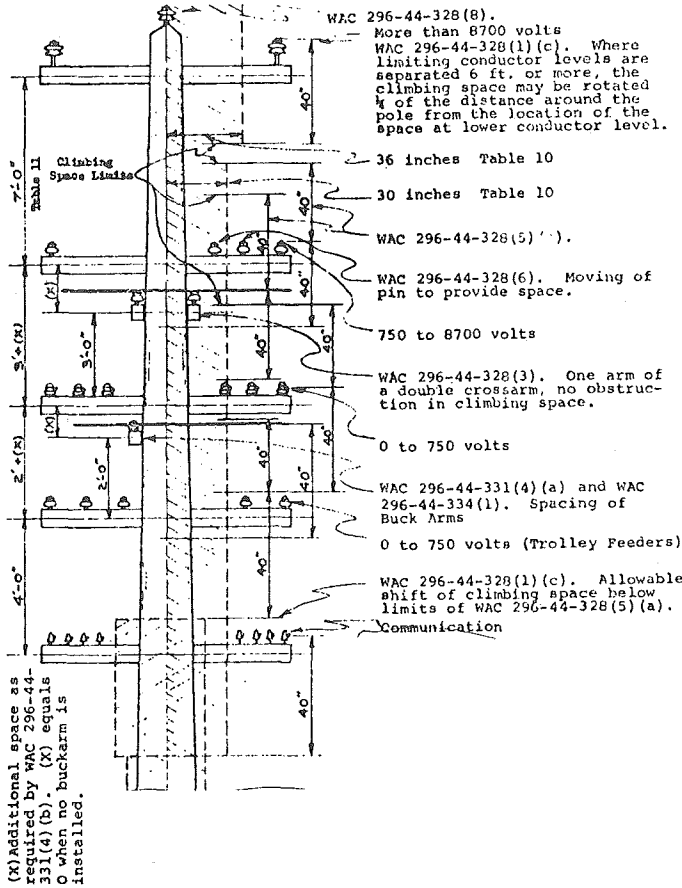 WAC 296-44-328(8).
More than 8700 volts
WAC 296-44-328(1)(c). Where
limiting conductor levels are
separated 6 ft. or more, the
climbing space may be rotated
¼ of the distance around the
pole from the location of the
space at lower conductor level.
40"
Climbing
Space Limits
7'-0"
Table 11
36 inches Table 10
30 inches Table 10
40"
40"
WAC 296-44-328(5)
WAC 296-44-328(6). Moving of
pin to provide space.
(X)
3'-0"
3'+(X)
40"
40"
40"
750 to 8700 volts
WAC 296-44-328(3). One arm of
a double crossarm, no obstruc-
tion in climbing space.
0 to 750 volts
(X)
2'-0"
2'+(X)
40"
40"
40"
WAC 296-44-331(4)(a) and WAC
296-44-334(1). Spacing of
Buck Arms
0 to 750 volts (Trolley Feeders)
4'-0"
40"
WAC 296-44-328(1)(c). Allowable
shift of climbing space below
limits of WAC 296-44-328(5)(a).
Communication
40"
(X)Additional space as
required by WAC 296-44-
331(4)(b). (X) equals
O when no buckarm is
installed.